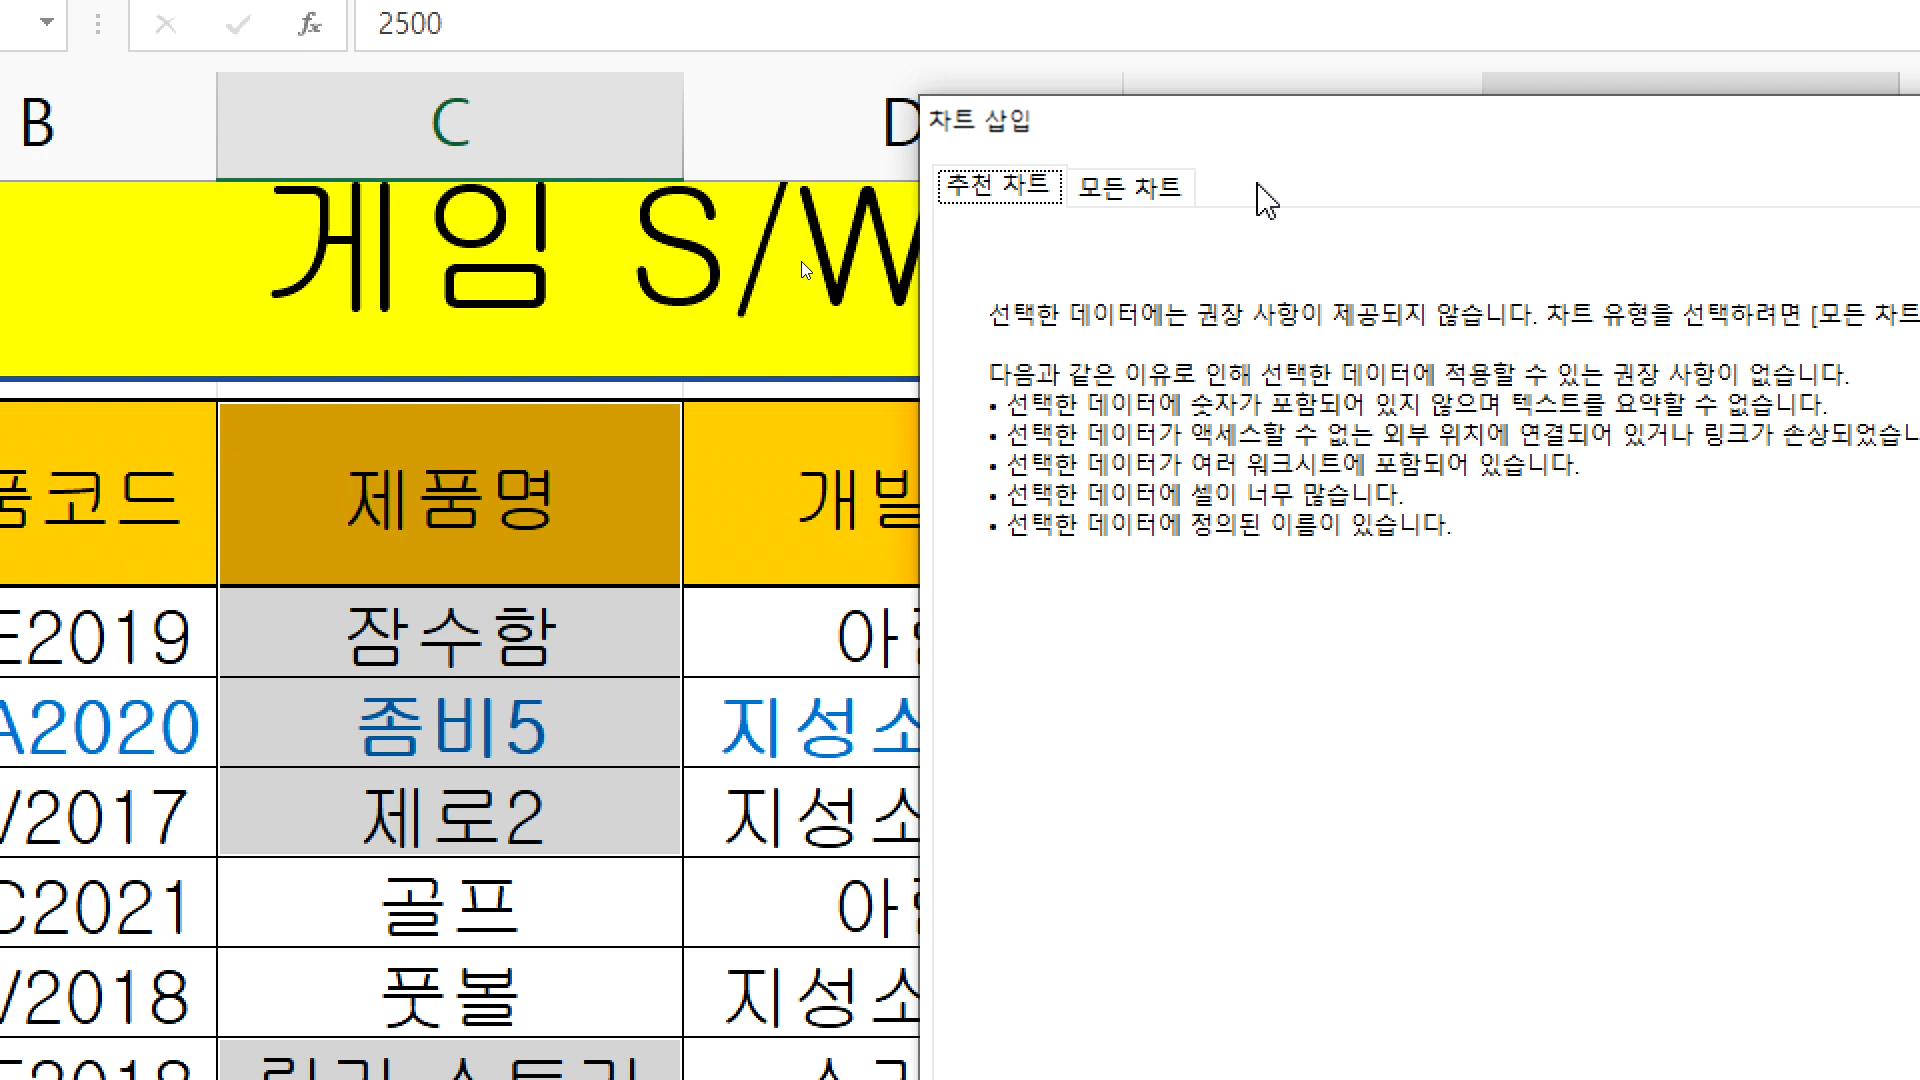 fx 2500
B C D
차트 삽입
추천 차트 모든 차트
게임 S/W
선택한 데이터에는 권장 사항이 제공되지 않습니다. 차트 유형을 선택하려면 [모든 차트
다음과 같은 이유로 인해 선택한 데이터에 적용할 수 있는 권장 사항이 없습니다.
• 선택한 데이터에 숫자가 포함되어 있지 않으며 텍스트를 요약할 수 없습니다.
• 선택한 데이터가 액세스할 수 없는 외부 위치에 연결되어 있거나 링크가 손상되었습니
• 선택한 데이터가 여러 워크시트에 포함되어 있습니다.
• 선택한 데이터에 셀이 너무 많습니다.
• 선택한 데이터에 정의된 이름이 있습니다.
품코드 제품명 개발
E2019 잠수함 아
A2020 좀비5 지성소
/2017 제로2 지성소
C2021 골프 아
/2018 풋볼 지성소